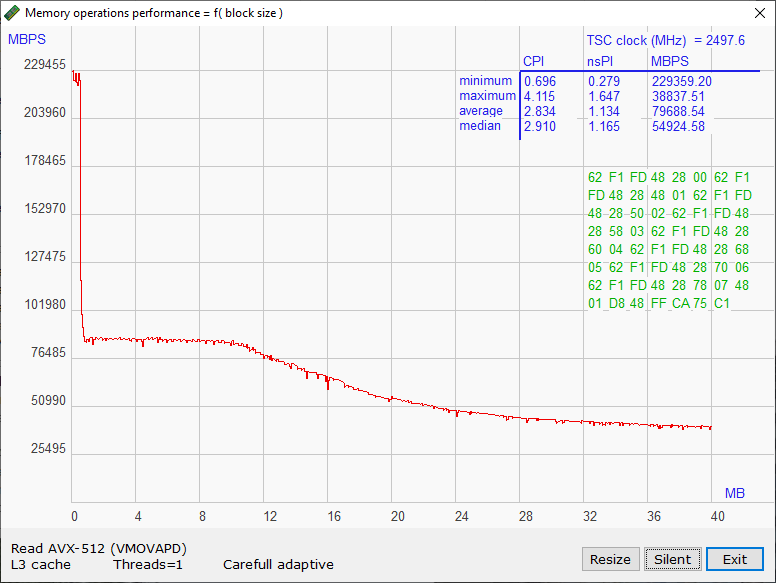 Memory operations performance = f( block size )
MBPS
TSC clock (MHz) = 2497.6
CPI nsPI MBPS
minimum 0.696 0.279 229359.20
maximum 4.115 1.647 38837.51
average 2.834 1.134 79688.54
median 2.910 1.165 54924.58
229455
203960
178465
152970
127475
101980
76485
50990
25495
62 F1 FD 48 28 00 62 F1
FD 48 28 48 01 62 F1 FD
48 28 50 02 62 F1 FD 48
28 58 03 62 F1 FD 48 28
60 04 62 F1 FD 48 28 68
05 62 F1 FD 48 28 70 06
62 F1 FD 48 28 78 07 48
01 D8 48 FF CA 75 C1
MB
0 4 8 12 16 20 24 28 32 36 40
Read AVX-512 (VMOVAPD)
L3 cache Threads=1 Carefull adaptive
Resize Silent Exit